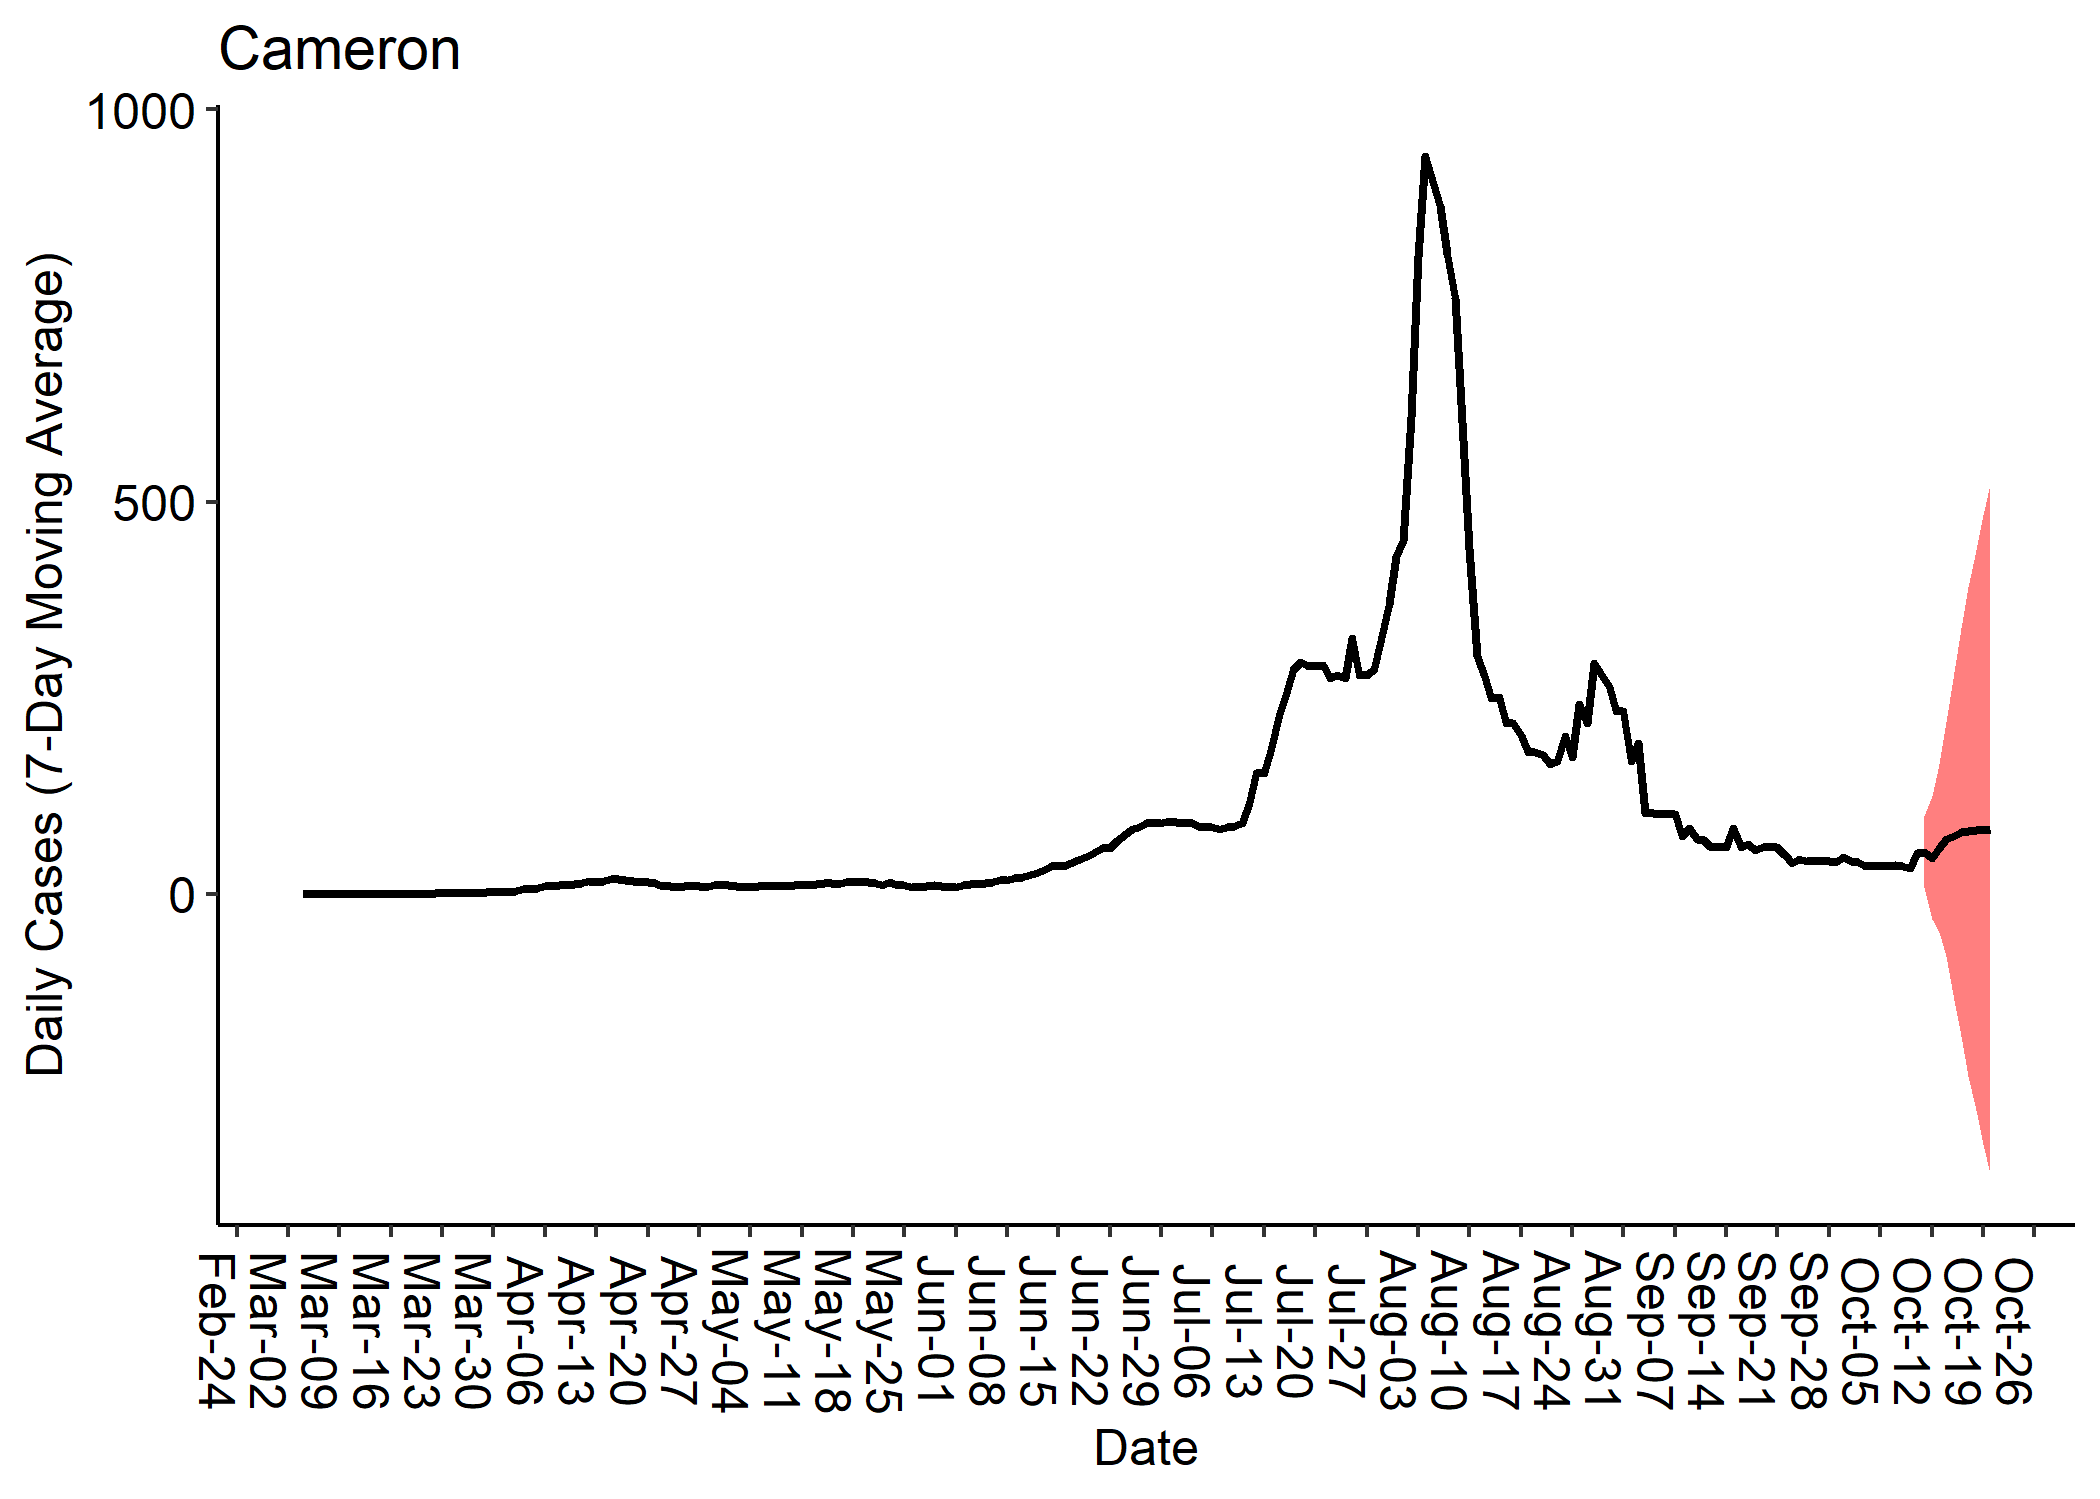 Cameron
1000
500
0
Daily Cases (7-Day Moving Average)
Feb-24
Mar-02
Mar-09
Mar-16
Mar-23
Mar-30
Apr-06
Apr-13
Apr-20
Apr-27
May-04
May-11
May-18
May-25
Jun-01
Jun-08
Jun-15
Jun-22
Jun-29
Jul-06
Jul-13
Jul-20
Jul-27
Aug-03
Aug-10
Aug-17
Aug-24
Aug-31
Sep-07
Sep-14
Sep-21
Sep-28
Oct-05
Oct-12
Oct-19
Oct-26
Date